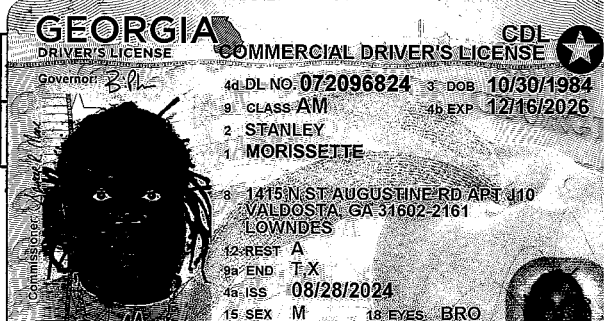 GEORGIA
DRIVER'S LICENSE
CDL
COMMERCIAL DRIVER'S LICENSE
Governor:
4d DL NO. 072096824 3 DOB 10/30/1984
9 CLASS AM 4b EXP 12/16/2026
2 STANLEY
1 MORISSETTE
8 1415 N ST AUGUSTINE RD APT J10
VALDOSTA, GA 31602-2161
LOWNDES
12 REST A
9a END T,X
4a ISS 08/28/2024
15 SEX M 18 EYES BRO
Commissioner: